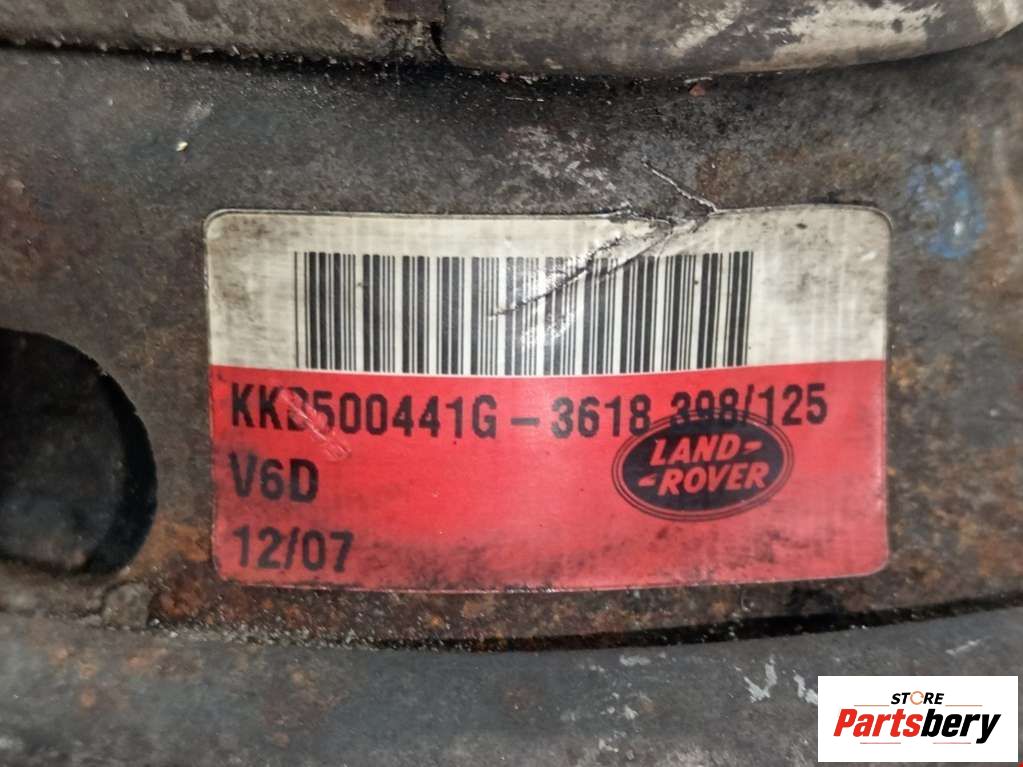 KKB500441G - 3618 398/125
LAND-
-ROVER
V6D
12/07
STORE
Partsbery